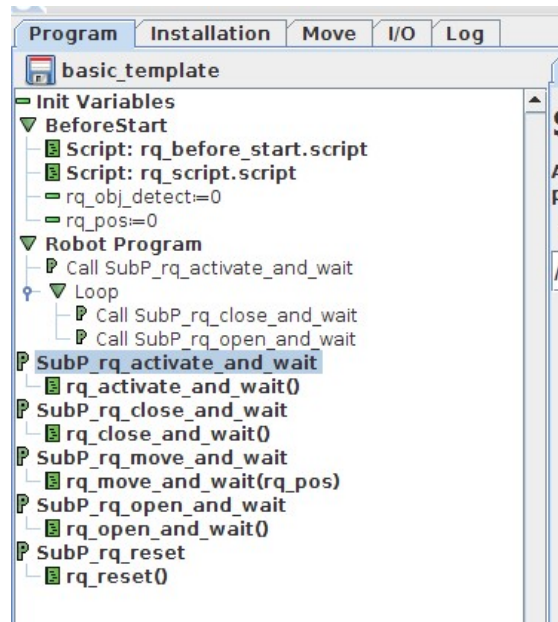 Program Installation Move I/O Log
basic_template
Init Variables
BeforeStart
Script: rq_before_start.script
Script: rq_script.script
rq_obj_detect:=0
rq_pos:=0
Robot Program
Call SubP_rq_activate_and_wait
Loop
Call SubP_rq_close_and_wait
Call SubP_rq_open_and_wait
SubP_rq_activate_and_wait
rq_activate_and_wait()
SubP_rq_close_and_wait
rq_close_and_wait()
SubP_rq_move_and_wait
rq_move_and_wait(rq_pos)
SubP_rq_open_and_wait
rq_open_and_wait()
SubP_rq_reset
rq_reset()